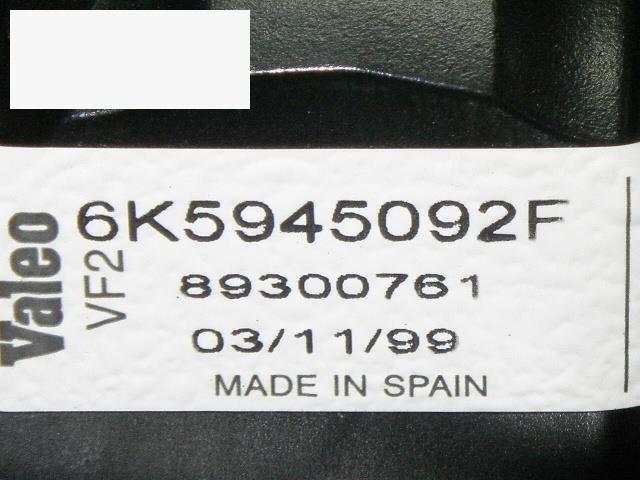 Valeo
VF2
6K5945092F
89300761
03/11/99
MADE IN SPAIN